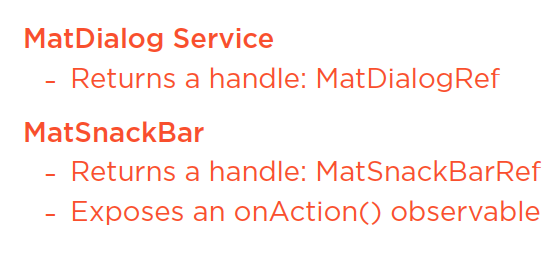 MatDialog Service
- Returns a handle: MatDialogRef
MatSnackBar
- Returns a handle: MatSnackBarRef
- Exposes an onAction() observable